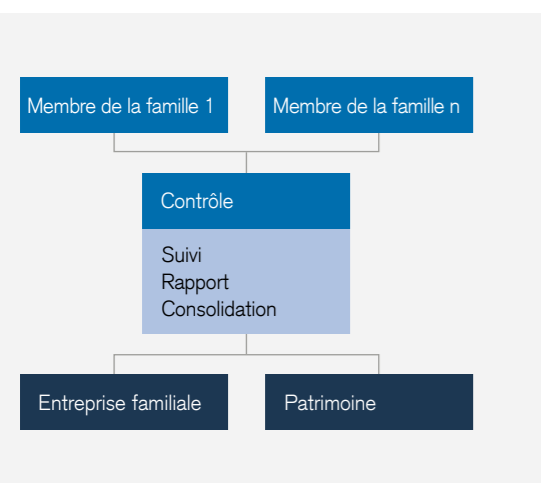 Membre de la famille 1
Membre de la famille n
Contrôle
Suivi
Rapport
Consolidation
Entreprise familiale
Patrimoine